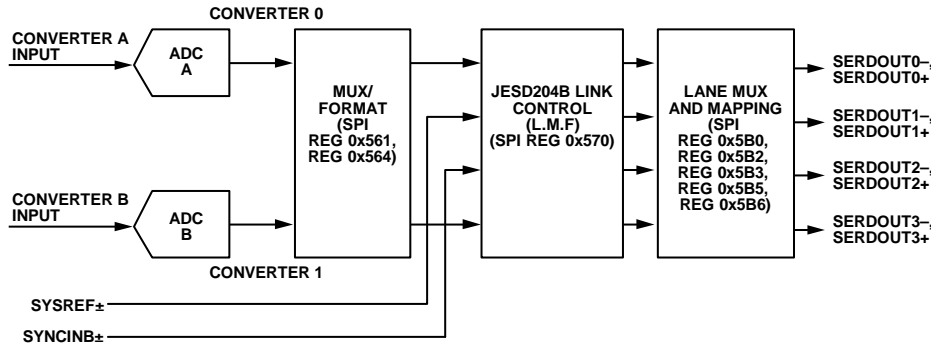 CONVERTER 0
CONVERTER A
INPUT
ADC
A
MUX/
FORMAT
(SPI
REG 0x561,
REG 0x564)
JESD204B LINK
CONTROL
(L.M.F)
(SPI REG 0x570)
LANE MUX
AND MAPPING
(SPI
REG 0x5B0,
REG 0x5B2,
REG 0x5B3,
REG 0x5B5,
REG 0x5B6)
SERDOUT0–,
SERDOUT0+
SERDOUT1–,
SERDOUT1+
SERDOUT2–,
SERDOUT2+
SERDOUT3–,
SERDOUT3+
CONVERTER B
INPUT
ADC
B
CONVERTER 1
SYSREF±
SYNCINB±